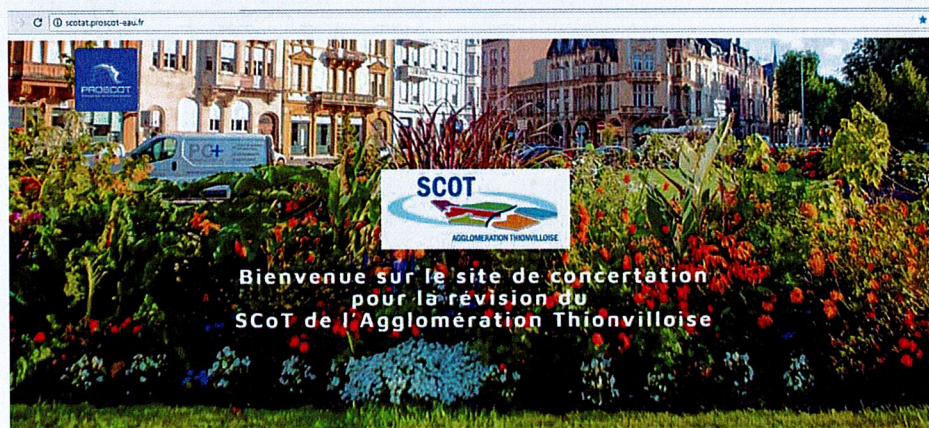 scotat.proscot-eau.fr
PROSCOT
PC+
SCOT
AGGLOMERATION THIONVILLOISE
Bienvenue sur le site de concertation
pour la révision du
SCoT de l'Agglomération Thionvilloise